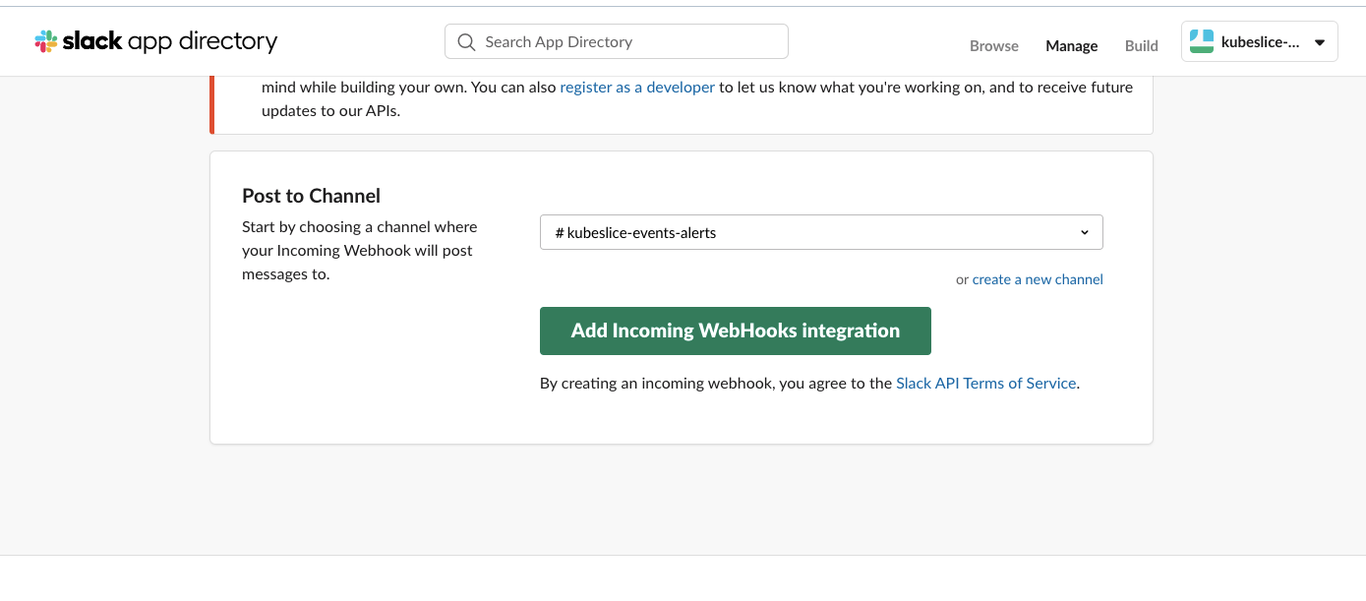 slack app directory
Search App Directory
Browse
Manage
Build
kubeslice-...
mind while building your own. You can also register as a developer to let us know what you're working on, and to receive future
updates to our APIs.
Post to Channel
Start by choosing a channel where
your Incoming Webhook will post
messages to.
# kubeslice-events-alerts
or create a new channel
Add Incoming WebHooks integration
By creating an incoming webhook, you agree to the Slack API Terms of Service.